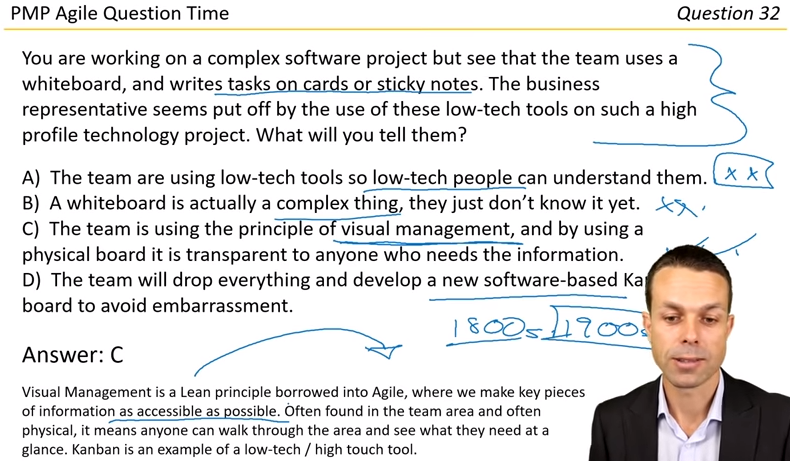 PMP Agile Question Time
Question 32
You are working on a complex software project but see that the team uses a
whiteboard, and writes tasks on cards or sticky notes. The business
representative seems put off by the use of these low-tech tools on such a high
profile technology project. What will you tell them?
A) The team are using low-tech tools so low-tech people can understand them.
x x
B) A whiteboard is actually a complex thing, they just don't know it yet.
xx
C) The team is using the principle of visual management, and by using a
physical board it is transparent to anyone who needs the information.
D) The team will drop everything and develop a new software-based Ka
board to avoid embarrassment.
1800s 1900s
Answer: C
Visual Management is a Lean principle borrowed into Agile, where we make key pieces
of information as accessible as possible. Often found in the team area and often
physical, it means anyone can walk through the area and see what they need at a
glance. Kanban is an example of a low-tech / high touch tool.